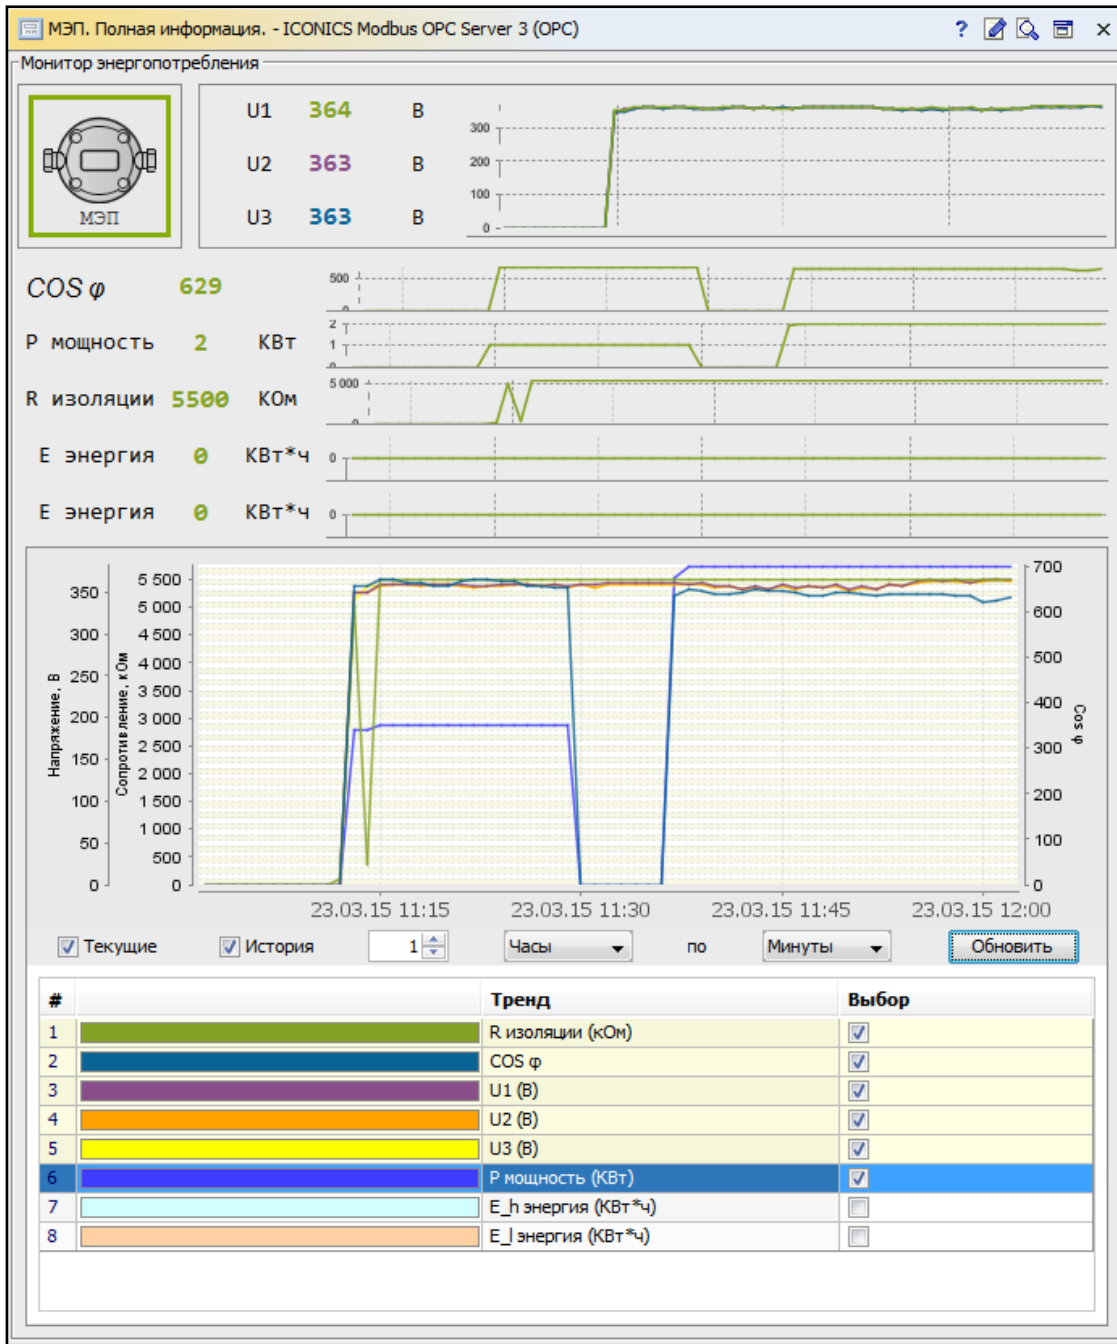 МЭП. Полная информация. - ICONICS Modbus OPC Server 3 (OPC)
Монитор энергопотребления
МЭП
U1 364 В
U2 363 В
U3 363 В
300
200
100
0
COS φ 629
500
0
P мощность 2 КВт
2
1
0
R изоляции 5500 КОм
5 000
0
E энергия 0 КВт*ч
0
E энергия 0 КВт*ч
0
Напряжение, В
350
300
250
200
150
100
50
0
Сопротивление, кОм
5 500
5 000
4 500
4 000
3 500
3 000
2 500
2 000
1 500
1 000
500
0
700
600
500
400
300
200
100
0
Cos φ
23.03.15 11:15 23.03.15 11:30 23.03.15 11:45 23.03.15 12:00
Текущие История 1 Часы по Минуты Обновить
# Тренд Выбор
1 R изоляции (кОм)
2 COS φ
3 U1 (В)
4 U2 (В)
5 U3 (В)
6 P мощность (КВт)
7 E_h энергия (КВт*ч)
8 E_l энергия (КВт*ч)